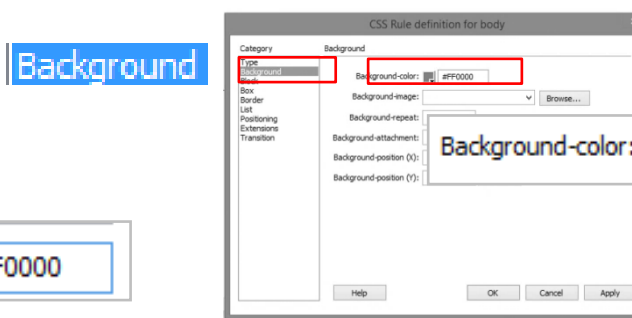 Background
F0000
CSS Rule definition for body
Category
Type
Background
Block
Box
Border
List
Positioning
Extensions
Transition
Background
Background-color: #FF0000
Background-image:
Browse...
Background-repeat:
Background-attachment:
Background-position (X):
Background-position (Y):
Background-color:
Help
OK
Cancel
Apply